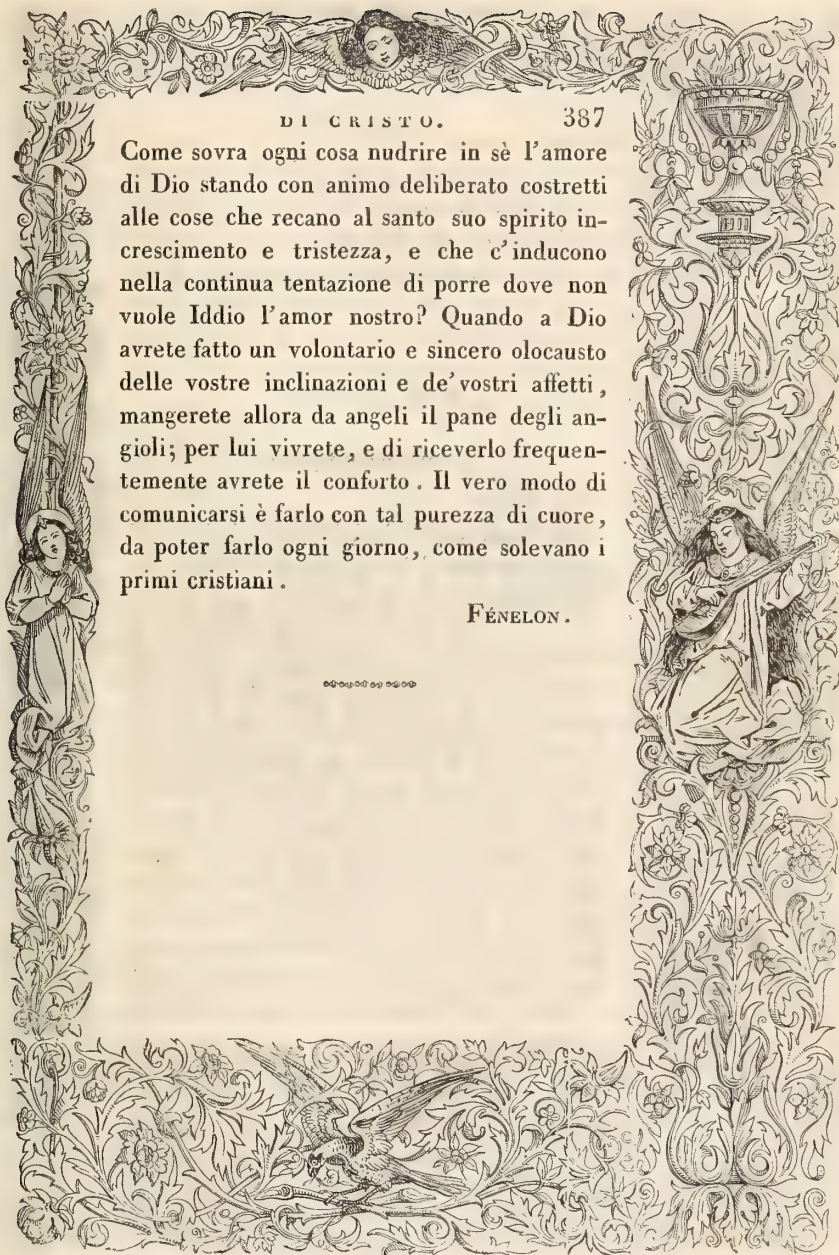 DI CRISTO. 387
Come sovra ogni cosa nudrire in sè l'amore
di Dio stando con animo deliberato costretti
alle cose che recano al santo suo spirito in-
crescimento e tristezza, e che c'inducono
nella continua tentazione di porre dove non
vuole Iddio l'amor nostro? Quando a Dio
avrete fatto un volontario e sincero olocausto
delle vostre inclinazioni e de' vostri affetti,
mangerete allora da angeli il pane degli an-
gioli; per lui vivrete, e di riceverlo frequen-
temente avrete il conforto. Il vero modo di
comunicarsi è farlo con tal purezza di cuore,
da poter farlo ogni giorno, come solevano i
primi cristiani.
FÉNELON.